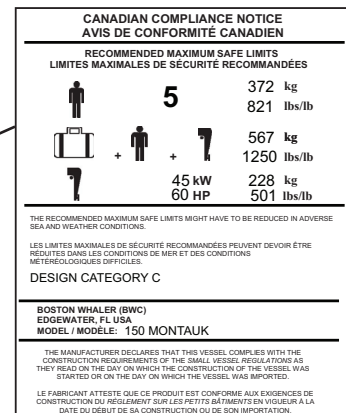 CANADIAN COMPLIANCE NOTICE
AVIS DE CONFORMITÉ CANADIEN
RECOMMENDED MAXIMUM SAFE LIMITS
LIMITES MAXIMALES DE SÉCURITÉ RECOMMANDÉES
5 372 kg
821 lbs/lb
+ + 567 kg
1250 lbs/lb
45 kW 228 kg
60 HP 501 lbs/lb
THE RECOMMENDED MAXIMUM SAFE LIMITS MIGHT HAVE TO BE REDUCED IN ADVERSE
SEA AND WEATHER CONDITIONS.
LES LIMITES MAXIMALES DE SÉCURITÉ RECOMMANDÉES PEUVENT DEVOIR ÊTRE
RÉDUITES DANS LES CONDITIONS DE MER ET DES CONDITIONS
MÉTÉREOLOGIQUES DIFFICILES.
DESIGN CATEGORY C
BOSTON WHALER (BWC)
EDGEWATER, FL USA
MODEL / MODÈLE: 150 MONTAUK
THE MANUFACTURER DECLARES THAT THIS VESSEL COMPLIES WITH THE
CONSTRUCTION REQUIREMENTS OF THE SMALL VESSEL REGULATIONS AS
THEY READ ON THE DAY ON WHICH THE CONSTRUCTION OF THE VESSEL WAS
STARTED OR ON THE DAY ON WHICH THE VESSEL WAS IMPORTED.
LE FABRICANT ATTESTE QUE CE PRODUIT EST CONFORME AUX EXIGENCES DE
CONSTRUCTION DU RÉGLEMENT SUR LES PETITS BÂTIMENTS EN VIGUEUR À LA
DATE DU DÉBUT DE SA CONSTRUCTION OU DE SON IMPORTATION.